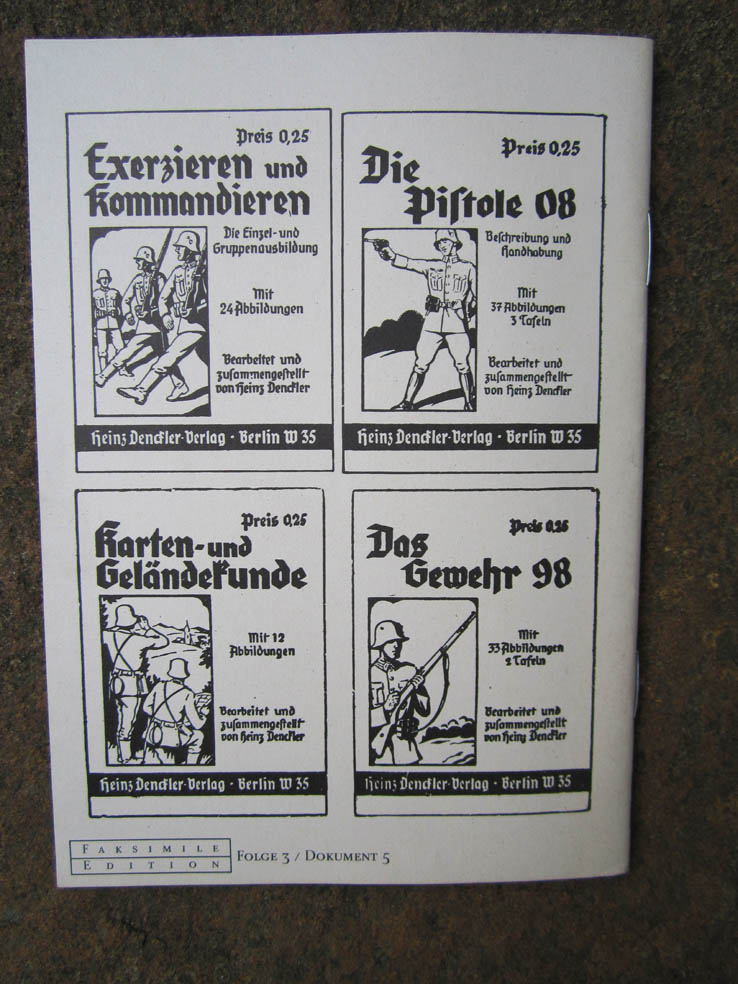 Preis 0,25
Exerzieren und
Kommandieren
Die Einzel- und
Gruppenausbildung
Mit
24 Abbildungen
Bearbeitet und
zusammengestellt
von Heinz Denckler
Heinz Denckler-Verlag · Berlin W 35
Preis 0,25
Die
Pistole 08
Beschreibung und
Handhabung
Mit
37 Abbildungen
3 Tafeln
Bearbeitet und
zusammengestellt
von Heinz Denckler
Heinz Denckler-Verlag · Berlin W 35
Preis 0,25
Karten- und
Geländekunde
Mit 12
Abbildungen
Bearbeitet und
zusammengestellt
von Heinz Denckler
Heinz Denckler-Verlag · Berlin W 35
Preis 0,25
Das
Gewehr 98
Mit
33 Abbildungen
2 Tafeln
Bearbeitet und
zusammengestellt
von Heinz Denckler
Heinz Denckler-Verlag · Berlin W 35
FAKSIMILE
EDITION
FOLGE 3 / DOKUMENT 5